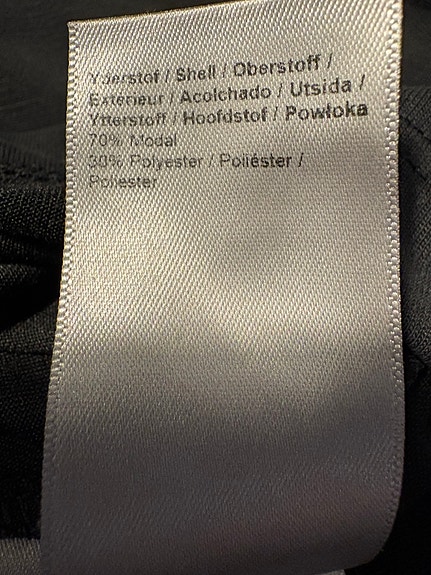 Yderstof / Shell / Oberstoff /
Exterieur / Acolchado / Utsida /
Ytterstoff / Hoofdstof / Powłoka
70% Modal
30% Polyester / Poliéster /
Poliester